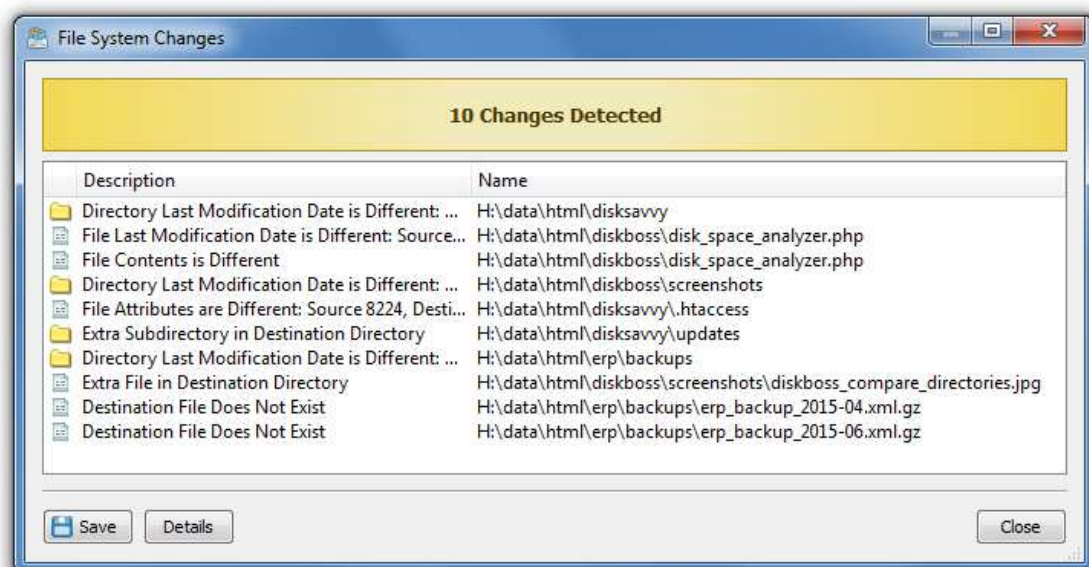 File System Changes
10 Changes Detected
Description Name
Directory Last Modification Date is Different: ... H:\data\html\disksavvy
File Last Modification Date is Different: Source... H:\data\html\diskboss\disk_space_analyzer.php
File Contents is Different H:\data\html\diskboss\disk_space_analyzer.php
Directory Last Modification Date is Different: ... H:\data\html\diskboss\screenshots
File Attributes are Different: Source 8224, Desti... H:\data\html\disksavvy\.htaccess
Extra Subdirectory in Destination Directory H:\data\html\disksavvy\updates
Directory Last Modification Date is Different: ... H:\data\html\erp\backups
Extra File in Destination Directory H:\data\html\diskboss\screenshots\diskboss_compare_directories.jpg
Destination File Does Not Exist H:\data\html\erp\backups\erp_backup_2015-04.xml.gz
Destination File Does Not Exist H:\data\html\erp\backups\erp_backup_2015-06.xml.gz
Save Details Close